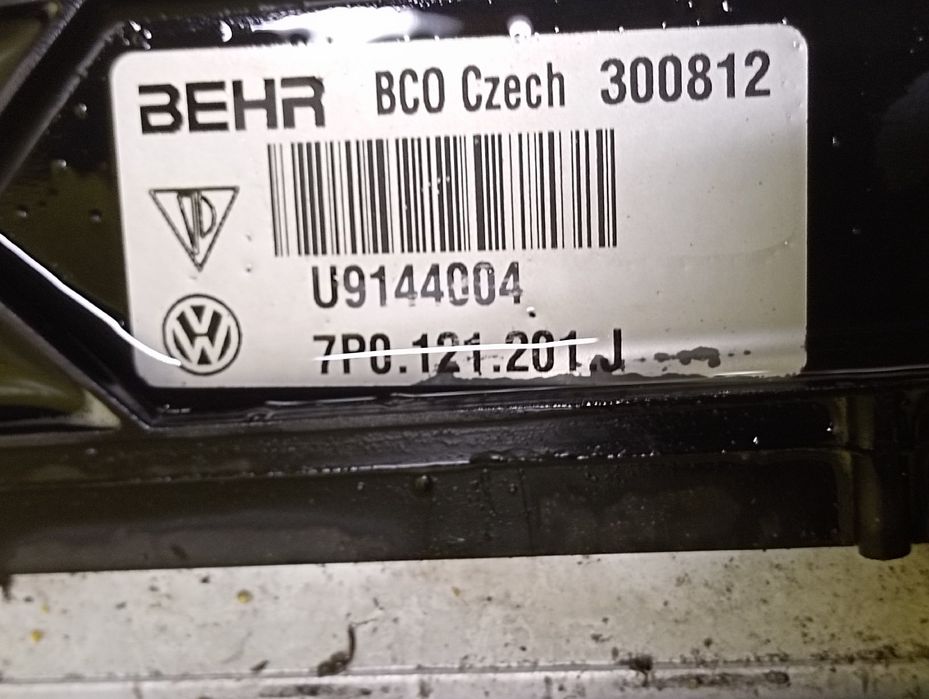 BEHR BCO Czech 300812
U9144004
7P0.121.201.J